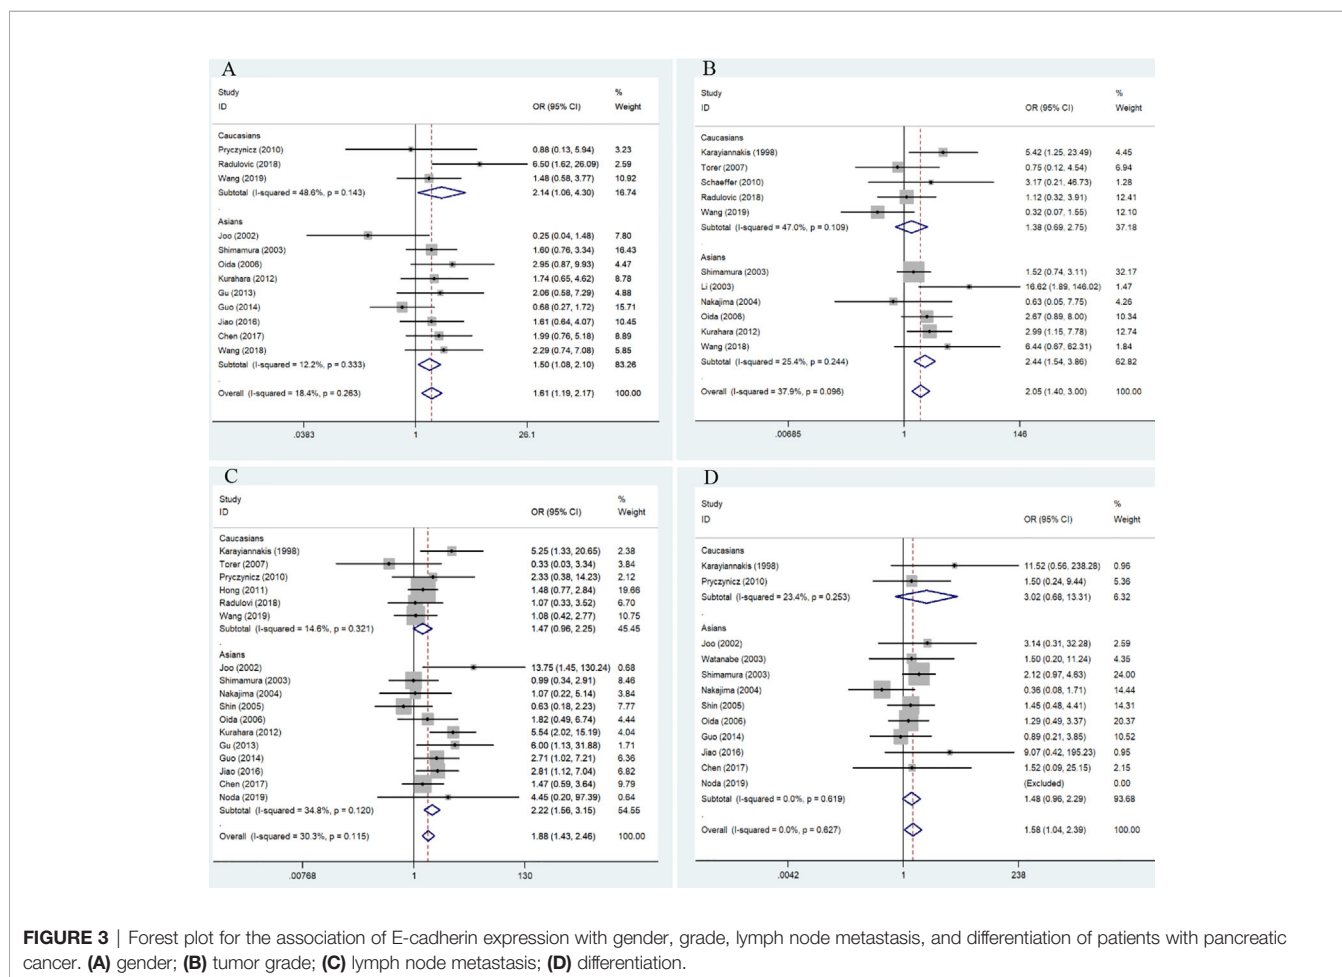 A
Study %
ID OR (95% CI) Weight
Caucasians
Pryczynicz (2010) 0.88 (0.13, 5.94) 3.23
Radulovic (2018) 6.50 (1.62, 26.09) 2.59
Wang (2019) 1.48 (0.58, 3.77) 10.92
Subtotal (I-squared = 48.6%, p = 0.143) 2.14 (1.06, 4.30) 16.74
.
Asians
Joo (2002) 0.25 (0.04, 1.48) 7.80
Shimamura (2003) 1.60 (0.76, 3.34) 16.43
Oida (2006) 2.95 (0.87, 9.93) 4.47
Kurahara (2012) 1.74 (0.65, 4.62) 8.78
Gu (2013) 2.06 (0.58, 7.29) 4.88
Guo (2014) 0.68 (0.27, 1.72) 15.71
Jiao (2016) 1.61 (0.64, 4.07) 10.45
Chen (2017) 1.99 (0.76, 5.18) 8.89
Wang (2018) 2.29 (0.74, 7.08) 5.85
Subtotal (I-squared = 12.2%, p = 0.333) 1.50 (1.08, 2.10) 83.26
.
Overall (I-squared = 18.4%, p = 0.263) 1.61 (1.19, 2.17) 100.00
.0383 1 26.1
B
Study %
ID OR (95% CI) Weight
Caucasians
Karayiannakis (1998) 5.42 (1.25, 23.49) 4.45
Torer (2007) 0.75 (0.12, 4.54) 6.94
Schaeffer (2010) 3.17 (0.21, 46.73) 1.28
Radulovic (2018) 1.12 (0.32, 3.91) 12.41
Wang (2019) 0.32 (0.07, 1.55) 12.10
Subtotal (I-squared = 47.0%, p = 0.109) 1.38 (0.69, 2.75) 37.18
.
Asians
Shimamura (2003) 1.52 (0.74, 3.11) 32.17
Li (2003) 16.62 (1.89, 146.02) 1.47
Nakajima (2004) 0.63 (0.05, 7.75) 4.26
Oida (2006) 2.67 (0.89, 8.00) 10.34
Kurahara (2012) 2.99 (1.15, 7.78) 12.74
Wang (2018) 6.44 (0.67, 62.31) 1.84
Subtotal (I-squared = 25.4%, p = 0.244) 2.44 (1.54, 3.86) 62.82
.
Overall (I-squared = 37.9%, p = 0.096) 2.05 (1.40, 3.00) 100.00
.00685 1 146
C
Study %
ID OR (95% CI) Weight
Caucasians
Karayiannakis (1998) 5.25 (1.33, 20.65) 2.38
Torer (2007) 0.33 (0.03, 3.34) 3.84
Pryczynicz (2010) 2.33 (0.38, 14.23) 2.12
Hong (2011) 1.48 (0.77, 2.84) 19.66
Radulovi (2018) 1.07 (0.33, 3.52) 6.70
Wang (2019) 1.08 (0.42, 2.77) 10.75
Subtotal (I-squared = 14.6%, p = 0.321) 1.47 (0.96, 2.25) 45.45
.
Asians
Joo (2002) 13.75 (1.45, 130.24) 0.68
Shimamura (2003) 0.99 (0.34, 2.91) 8.46
Nakajima (2004) 1.07 (0.22, 5.14) 3.84
Shin (2005) 0.63 (0.18, 2.23) 7.77
Oida (2006) 1.82 (0.49, 6.74) 4.44
Kurahara (2012) 5.54 (2.02, 15.19) 4.04
Gu (2013) 6.00 (1.13, 31.88) 1.71
Guo (2014) 2.71 (1.02, 7.21) 6.36
Jiao (2016) 2.81 (1.12, 7.04) 6.82
Chen (2017) 1.47 (0.59, 3.64) 9.79
Noda (2019) 4.45 (0.20, 97.39) 0.64
Subtotal (I-squared = 34.8%, p = 0.120) 2.22 (1.56, 3.15) 54.55
.
Overall (I-squared = 30.3%, p = 0.115) 1.88 (1.43, 2.46) 100.00
.00768 1 130
D
Study %
ID OR (95% CI) Weight
Caucasians
Karayiannakis (1998) 11.52 (0.56, 238.28) 0.96
Pryczynicz (2010) 1.50 (0.24, 9.44) 5.36
Subtotal (I-squared = 23.4%, p = 0.253) 3.02 (0.68, 13.31) 6.32
.
Asians
Joo (2002) 3.14 (0.31, 32.28) 2.59
Watanabe (2003) 1.50 (0.20, 11.24) 4.35
Shimamura (2003) 2.12 (0.97, 4.63) 24.00
Nakajima (2004) 0.36 (0.08, 1.71) 14.44
Shin (2005) 1.45 (0.48, 4.41) 14.31
Oida (2006) 1.29 (0.49, 3.37) 20.37
Guo (2014) 0.89 (0.21, 3.85) 10.52
Jiao (2016) 9.07 (0.42, 195.23) 0.95
Chen (2017) 1.52 (0.09, 25.15) 2.15
Noda (2019) (Excluded) 0.00
Subtotal (I-squared = 0.0%, p = 0.619) 1.48 (0.96, 2.29) 93.68
.
Overall (I-squared = 0.0%, p = 0.627) 1.58 (1.04, 2.39) 100.00
.0042 1 238
FIGURE 3 | Forest plot for the association of E-cadherin expression with gender, grade, lymph node metastasis, and differentiation of patients with pancreatic
cancer. (A) gender; (B) tumor grade; (C) lymph node metastasis; (D) differentiation.